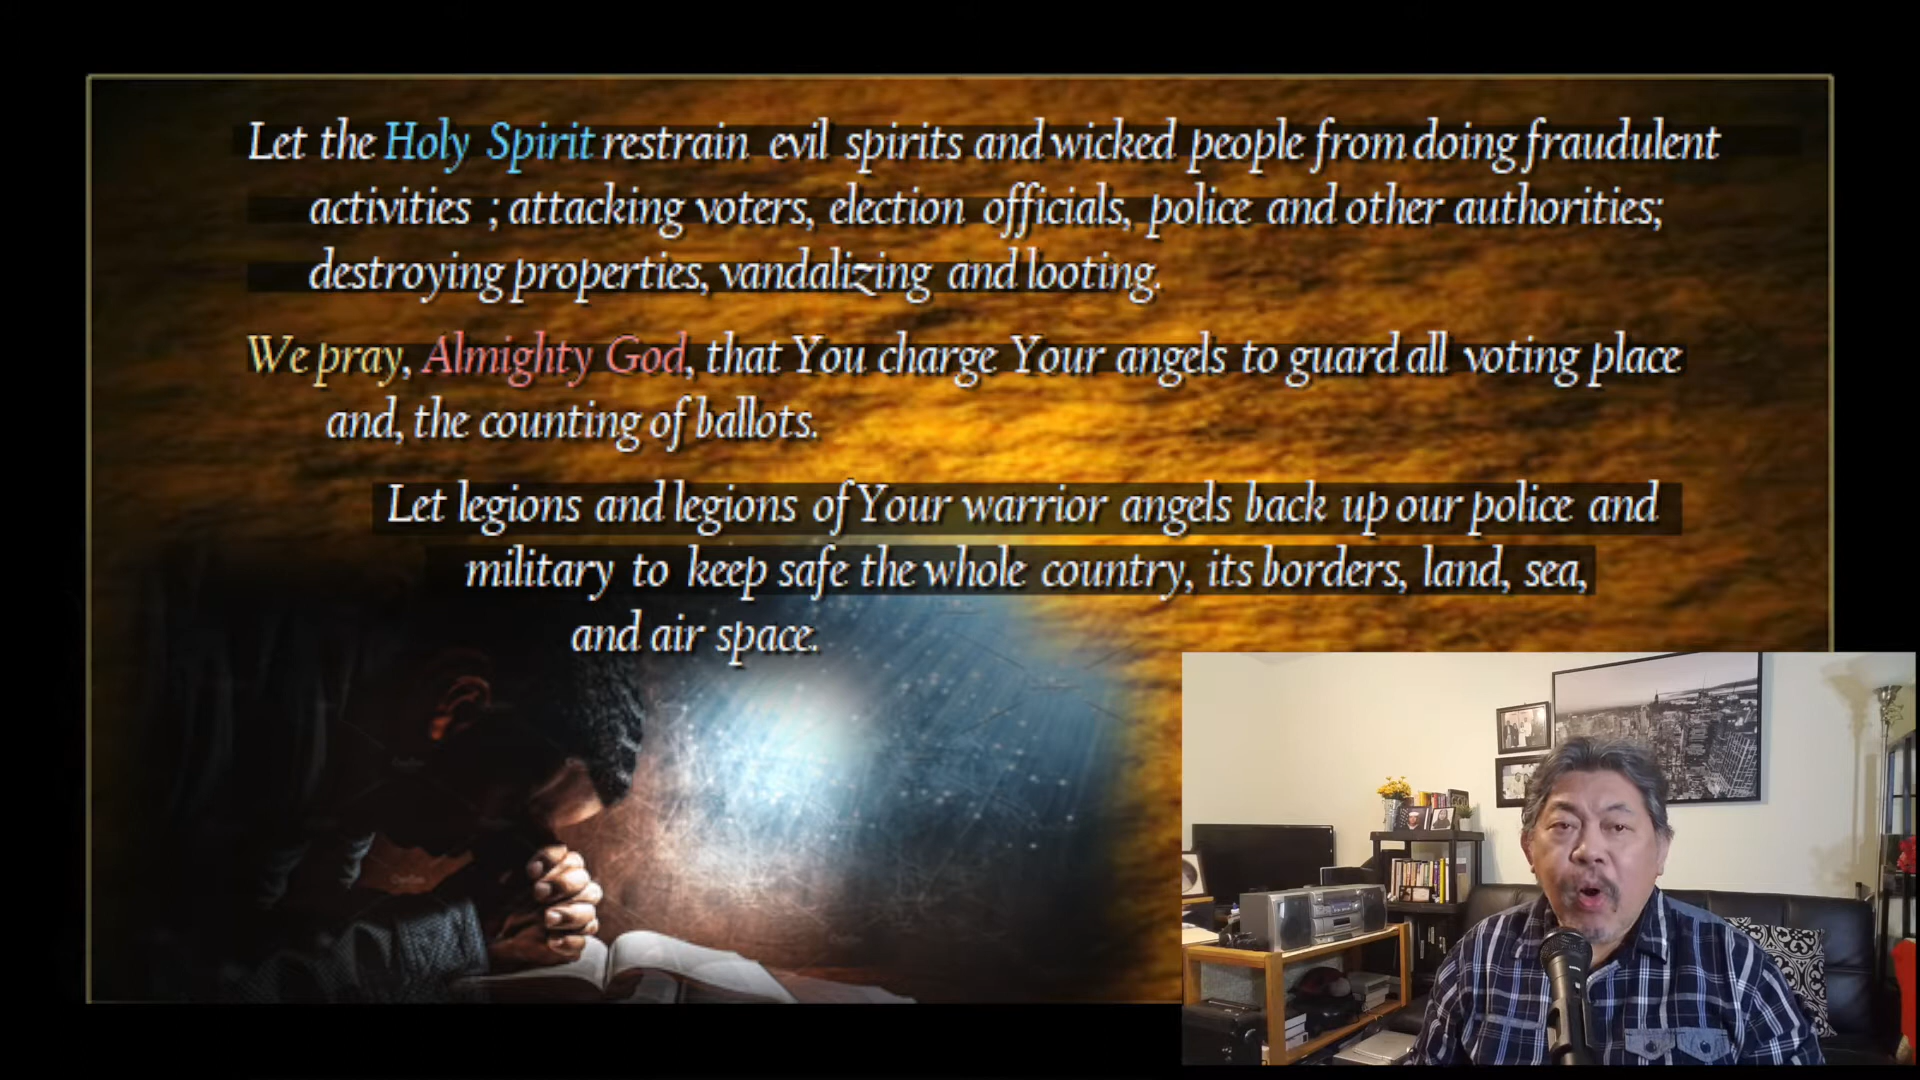 Let the Holy Spirit restrain evil spirits and wicked people from doing fraudulent
activities ; attacking voters, election officials, police and other authorities;
destroying properties, vandalizing and looting.
We pray, Almighty God, that You charge Your angels to guard all voting place
and, the counting of ballots.
Let legions and legions of Your warrior angels back up our police and
military to keep safe the whole country, its borders, land, sea,
and air space.